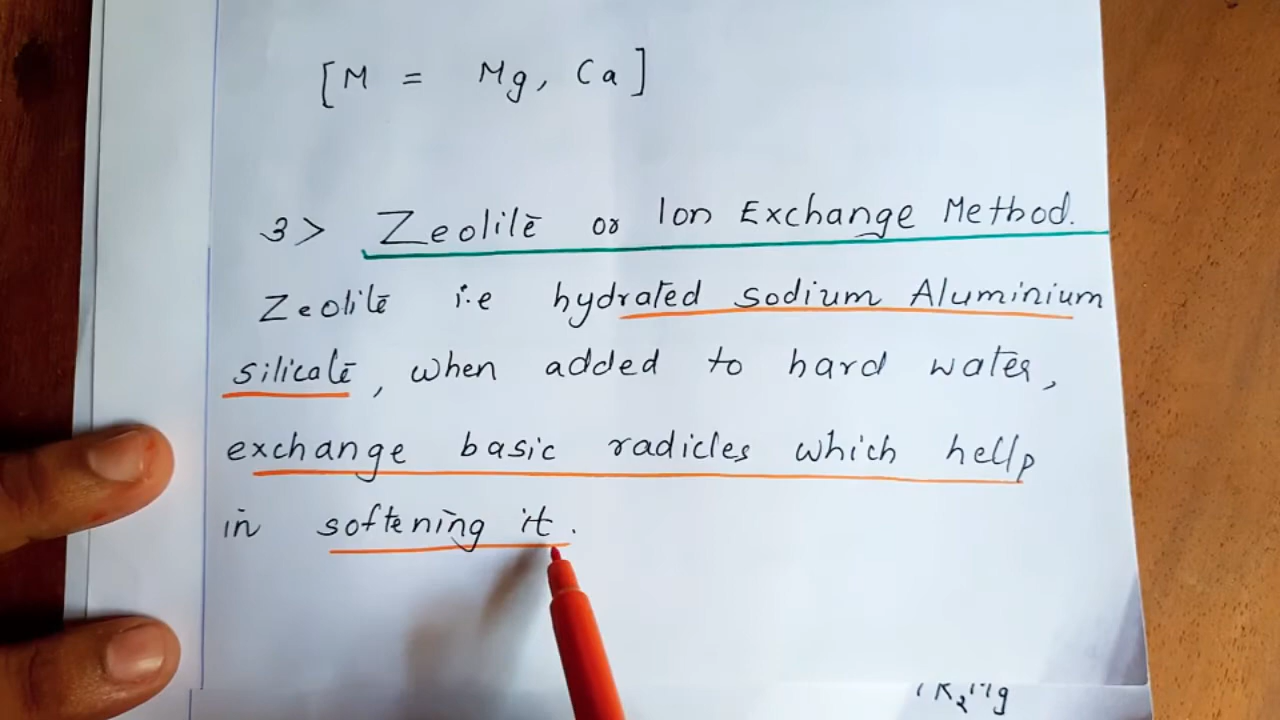 [M = Mg, Ca]
3> Zeolite or Ion Exchange Method.
Zeolite i.e hydrated sodium Aluminium
silicate, when added to hard water,
exchange basic radicles which hellp
in softening it.